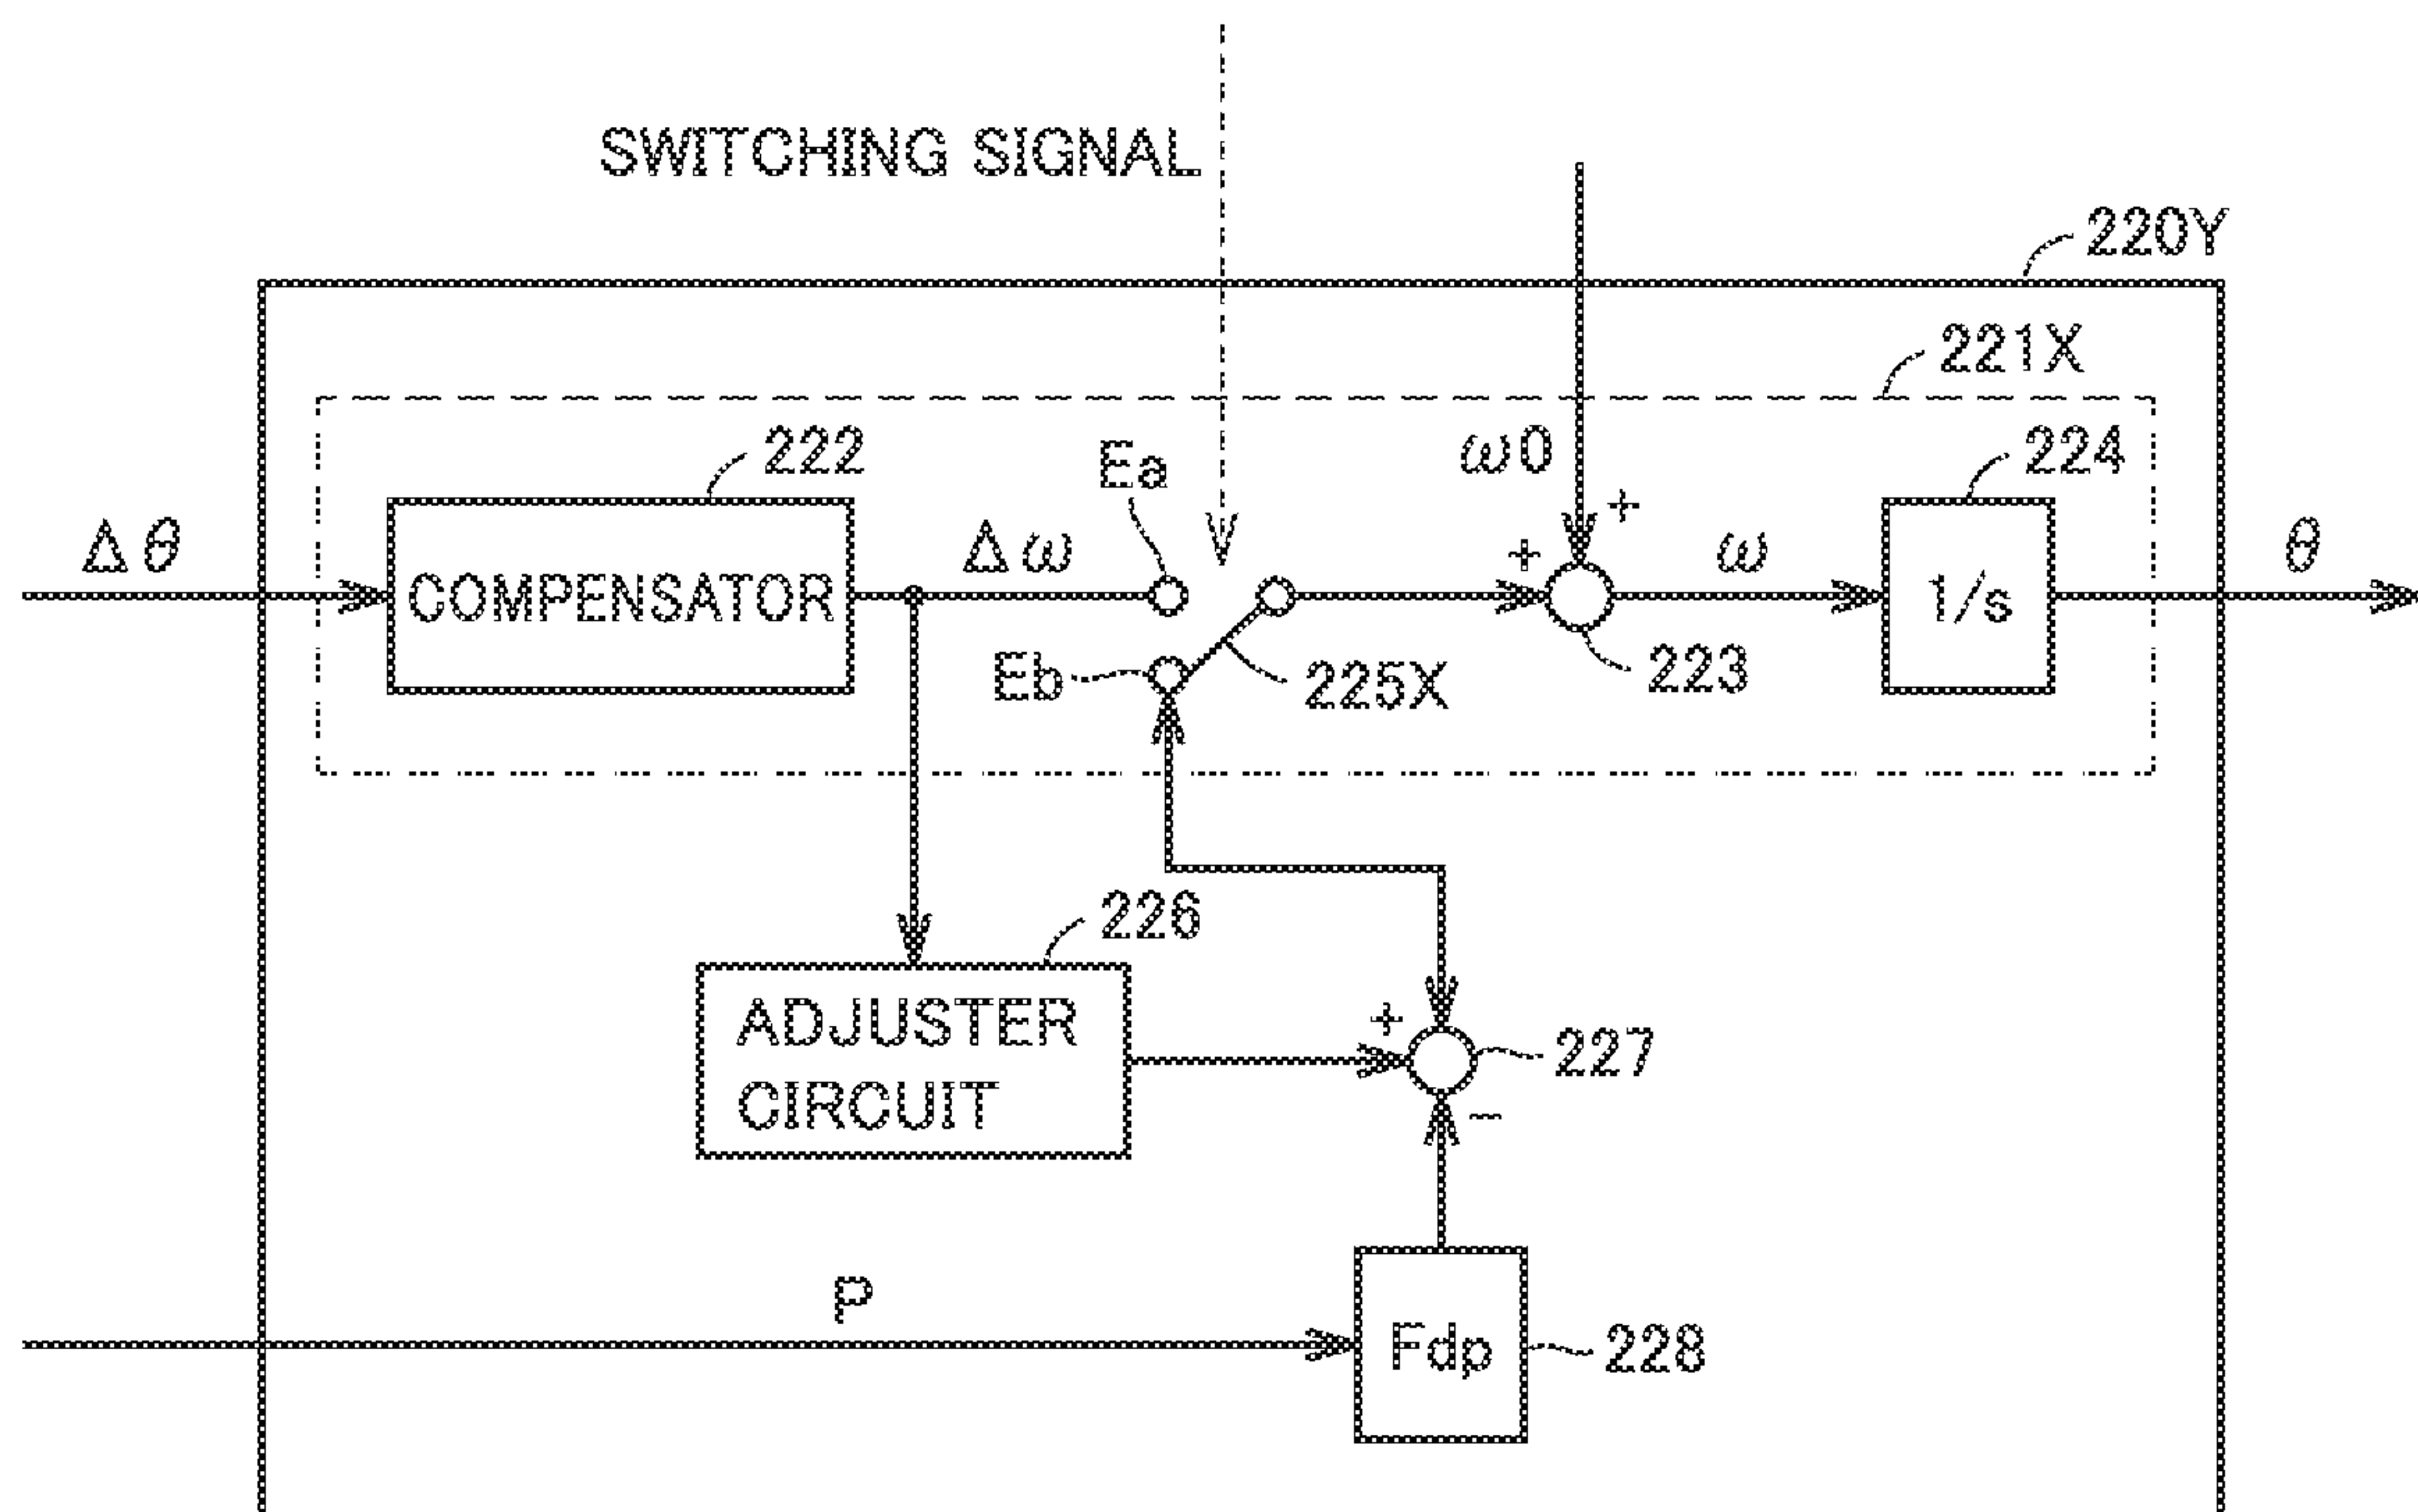 SWITCHING SIGNAL
220Y
221X
222
Ea
ω0
+
224
Δθ
COMPENSATOR
Δω
+
ω
1/s
θ
Eb
225X
223
226
ADJUSTER
CIRCUIT
+
227
-
P
Fdp
228